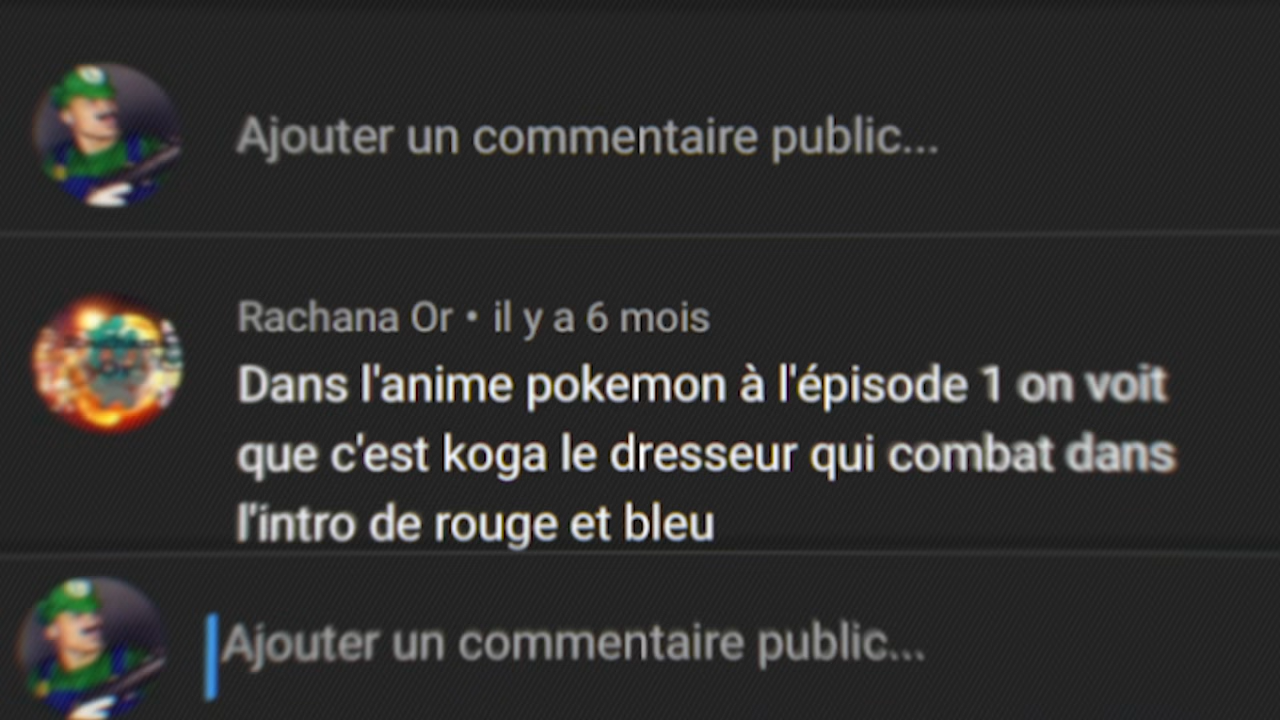 Ajouter un commentaire public...
Rachana Or • il y a 6 mois
Dans l'anime pokemon à l'épisode 1 on voit
que c'est koga le dresseur qui combat dans
l'intro de rouge et bleu
Ajouter un commentaire public...